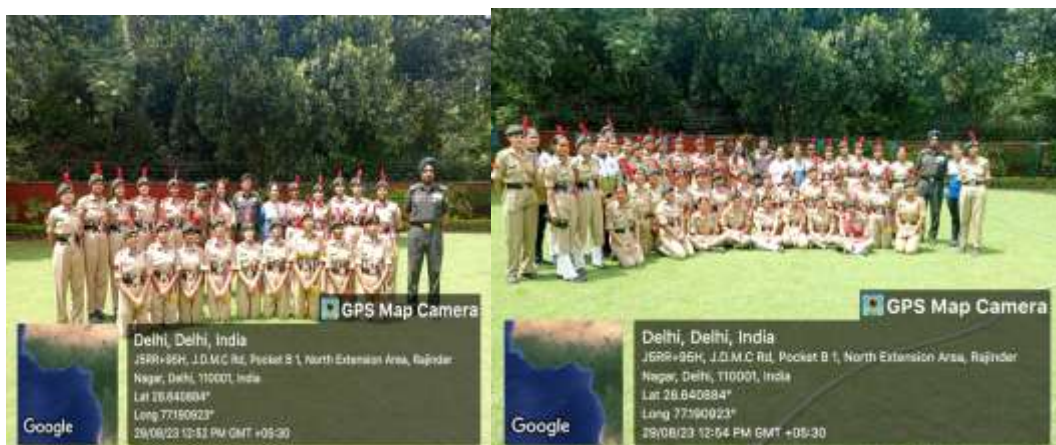 GPS Map Camera
Delhi, Delhi, India
J5RR+95H, J.D.M.C Rd, Pocket B 1, North Extension Area, Rajinder
Nagar, Delhi, 110001, India
Lat 28.640884°
Long 77.190923°
29/08/23 12:52 PM GMT +05:30
Google
GPS Map Camera
Delhi, Delhi, India
J5RR+95H, J.D.M.C Rd, Pocket B 1, North Extension Area, Rajinder
Nagar, Delhi, 110001, India
Lat 28.640884°
Long 77.190923°
29/08/23 12:54 PM GMT +05:30
Google